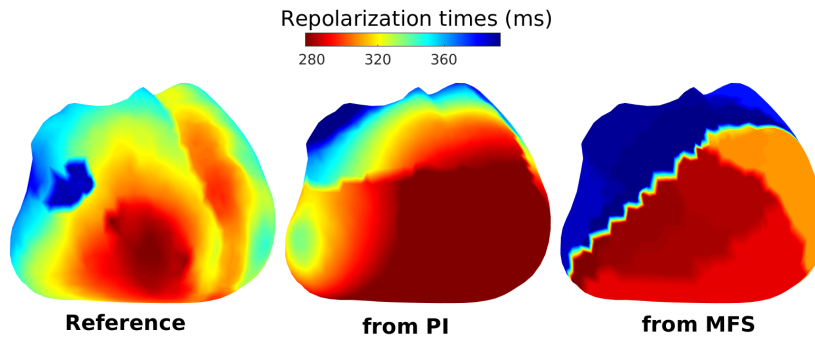 Repolarization times (ms)
280 320 360
Reference from PI from MFS